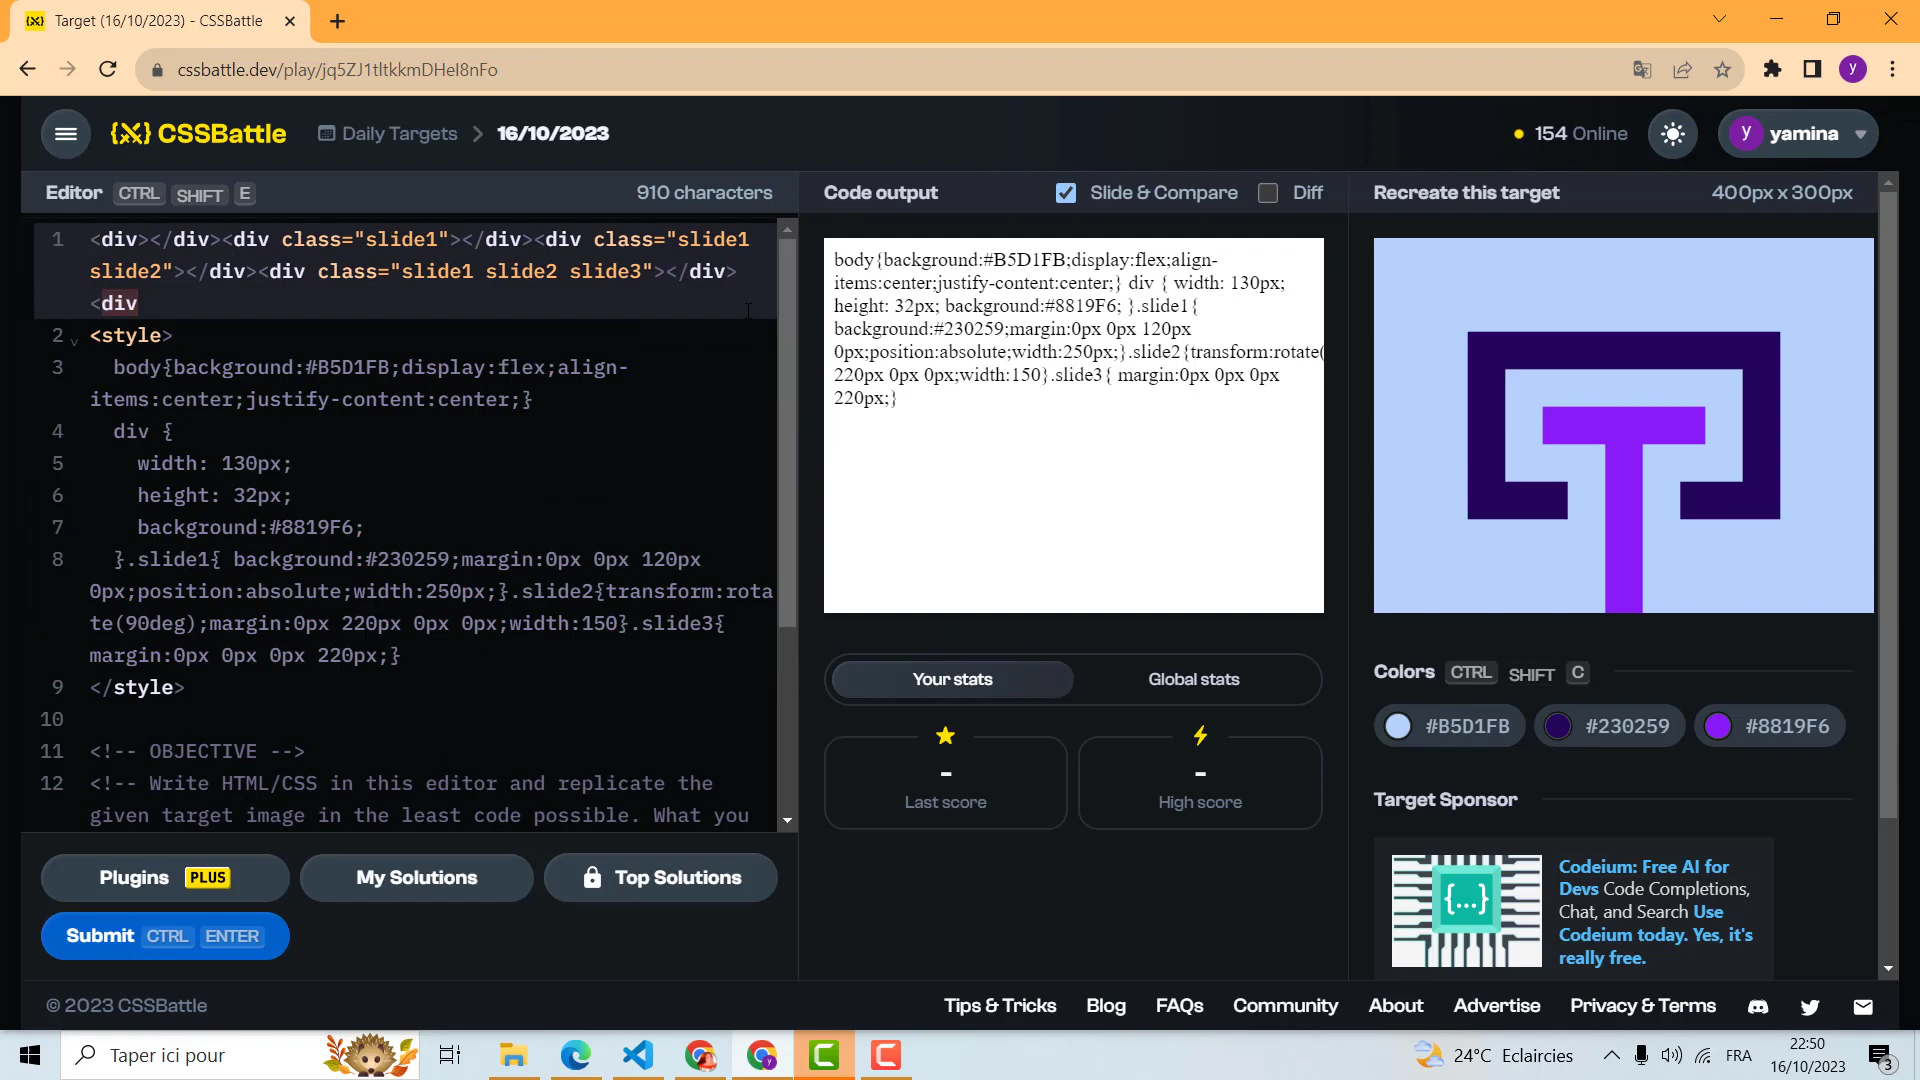 Target (16/10/2023) - CSSBattle
cssbattle.dev/play/jq5ZJ1tltkkmDHeI8nFo
y
{X} CSSBattle
Daily Targets
16/10/2023
154 Online
y yamina
Editor CTRL SHIFT E
910 characters
1 <div></div><div class="slide1"></div><div class="slide1
slide2"></div><div class="slide1 slide2 slide3"></div>
<div
2 <style>
3 body{background:#B5D1FB;display:flex;align-
items:center;justify-content:center;}
4 div {
5 width: 130px;
6 height: 32px;
7 background:#8819F6;
8 }.slide1{ background:#230259;margin:0px 0px 120px
0px;position:absolute;width:250px;}.slide2{transform:rota
te(90deg);margin:0px 220px 0px 0px;width:150}.slide3{
margin:0px 0px 0px 220px;}
9 </style>
10
11 <!-- OBJECTIVE -->
12 <!-- Write HTML/CSS in this editor and replicate the
given target image in the least code possible. What you
Plugins PLUS
My Solutions
Top Solutions
Submit CTRL ENTER
Code output
Slide & Compare
Diff
body{background:#B5D1FB;display:flex;align-
items:center;justify-content:center;} div { width: 130px;
height: 32px; background:#8819F6; }.slide1{
background:#230259;margin:0px 0px 120px
0px;position:absolute;width:250px;}.slide2{transform:rotate(
220px 0px 0px;width:150}.slide3{ margin:0px 0px 0px
220px;}
Your stats
Global stats
-
Last score
-
High score
Recreate this target
400px x 300px
Colors CTRL SHIFT C
#B5D1FB
#230259
#8819F6
Target Sponsor
{...}
Codeium: Free AI for
Devs Code Completions,
Chat, and Search Use
Codeium today. Yes, it's
really free.
© 2023 CSSBattle
Tips & Tricks
Blog
FAQs
Community
About
Advertise
Privacy & Terms
Taper ici pour
24°C Eclaircies
FRA
22:50
16/10/2023
3